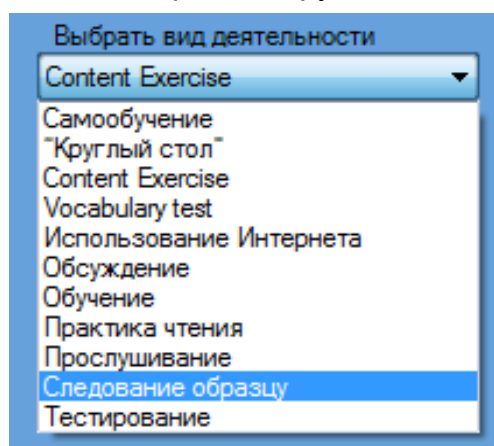 Выбрать вид деятельности
Content Exercise
Самообучение
"Круглый стол"
Content Exercise
Vocabulary test
Использование Интернета
Обсуждение
Обучение
Практика чтения
Прослушивание
Следование образцу
Тестирование